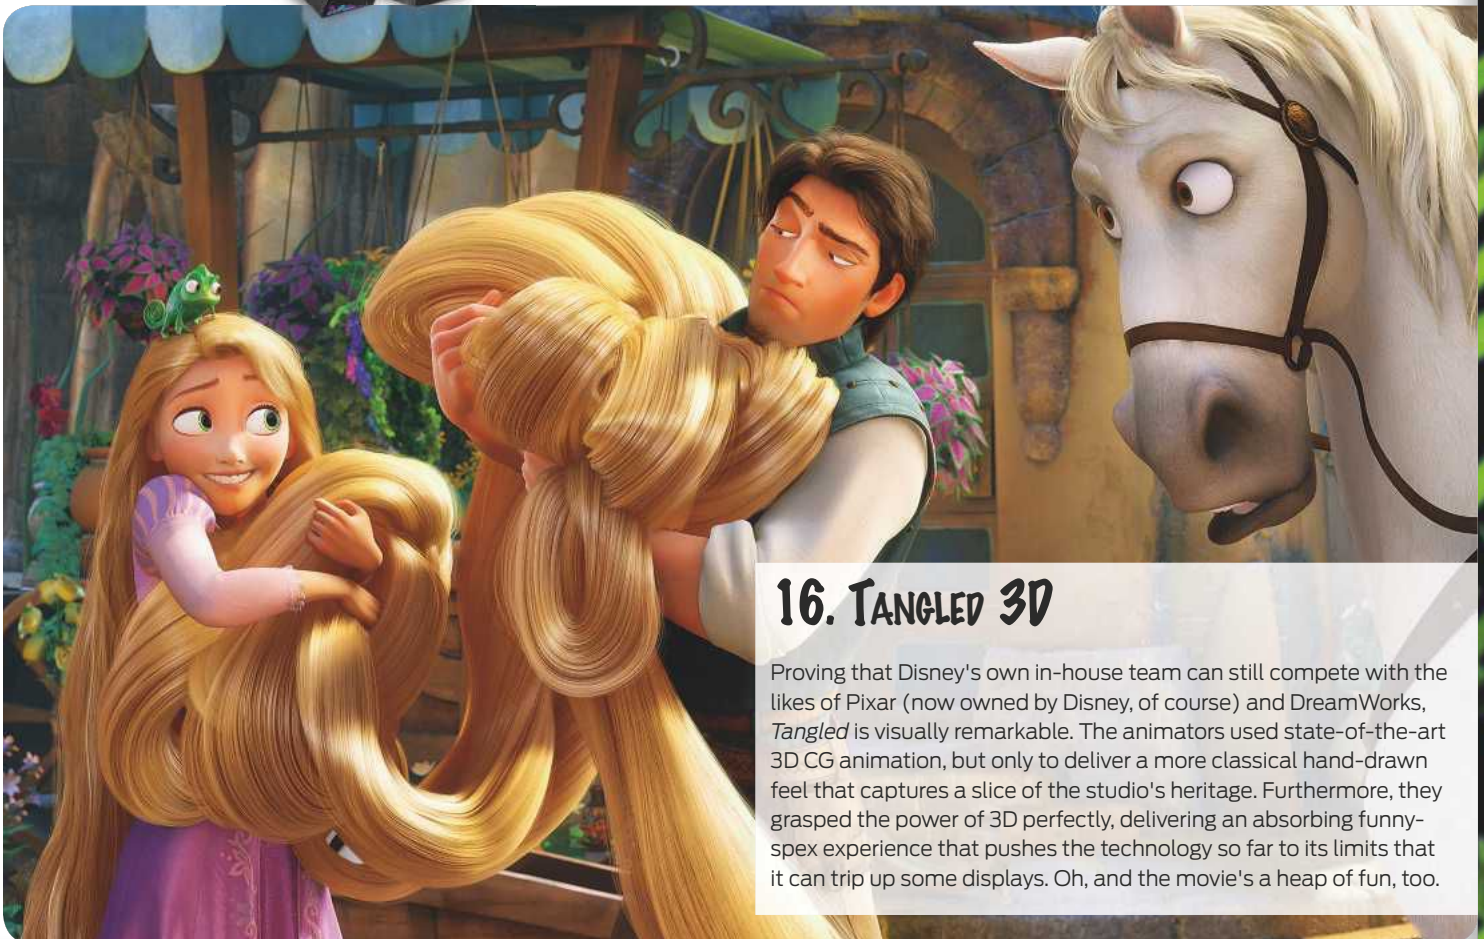 16. Tangled 3D
Proving that Disney's own in-house team can still compete with the
likes of Pixar (now owned by Disney, of course) and DreamWorks,
Tangled is visually remarkable. The animators used state-of-the-art
3D CG animation, but only to deliver a more classical hand-drawn
feel that captures a slice of the studio's heritage. Furthermore, they
grasped the power of 3D perfectly, delivering an absorbing funny-
spex experience that pushes the technology so far to its limits that
it can trip up some displays. Oh, and the movie's a heap of fun, too.